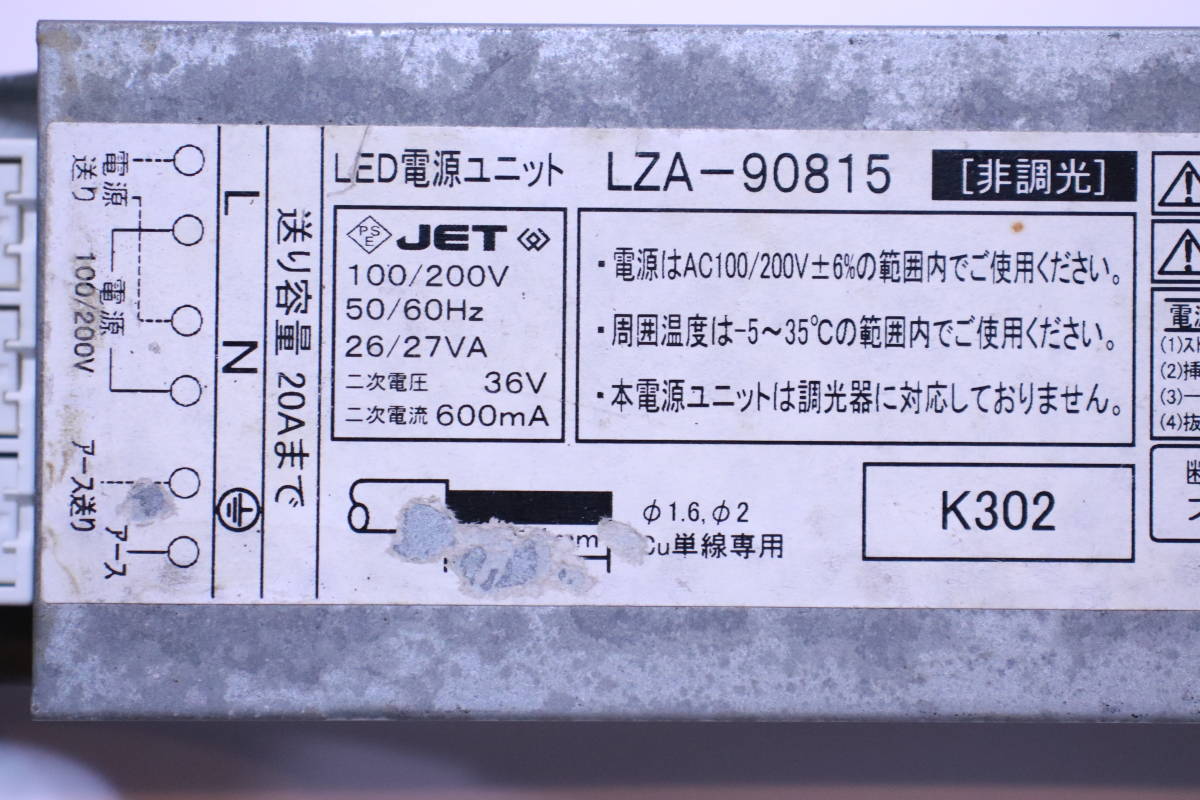 LED電源ユニット LZA-90815 [非調光]
PS
E
JET
100/200V
50/60Hz
26/27VA
二次電圧 36V
二次電流 600mA
・電源はAC100/200V±6%の範囲内でご使用ください。
・周囲温度は-5~35℃の範囲内でご使用ください。
・本電源ユニットは調光器に対応しておりません。
φ1.6,φ2
Cu単線専用
mm
K302
電源送り
電源
100/200V
アース送り
アース
L
N
送り容量 20Aまで
(1)
(2)挿
(3)一
(4)抜